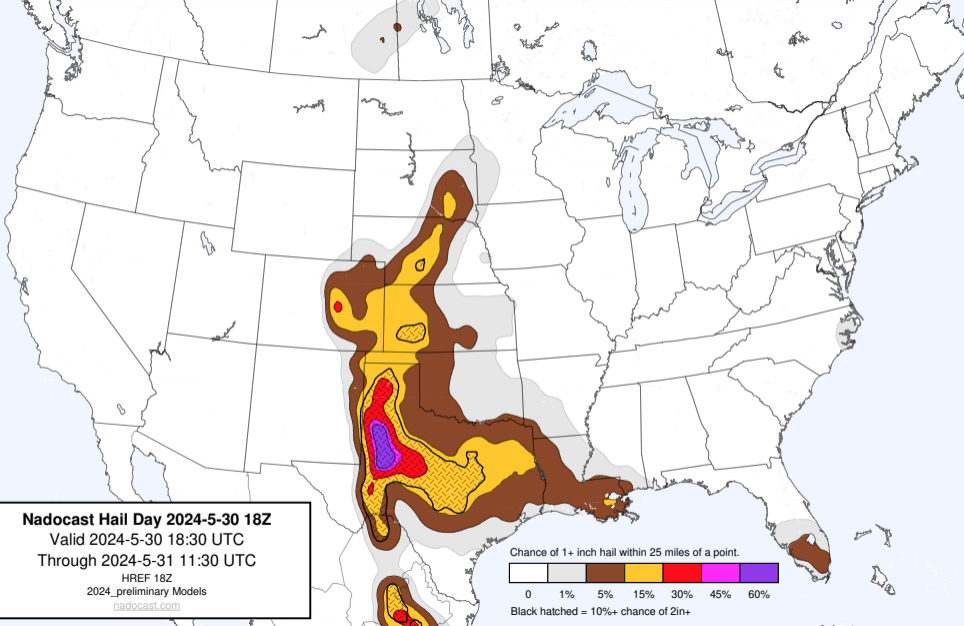 Nadocast Hail Day 2024-5-30 18Z
Valid 2024-5-30 18:30 UTC
Through 2024-5-31 11:30 UTC
HREF 18Z
2024_preliminary Models
nadocast.com
Chance of 1+ inch hail within 25 miles of a point.
0 1% 5% 15% 30% 45% 60%
Black hatched = 10%+ chance of 2in+